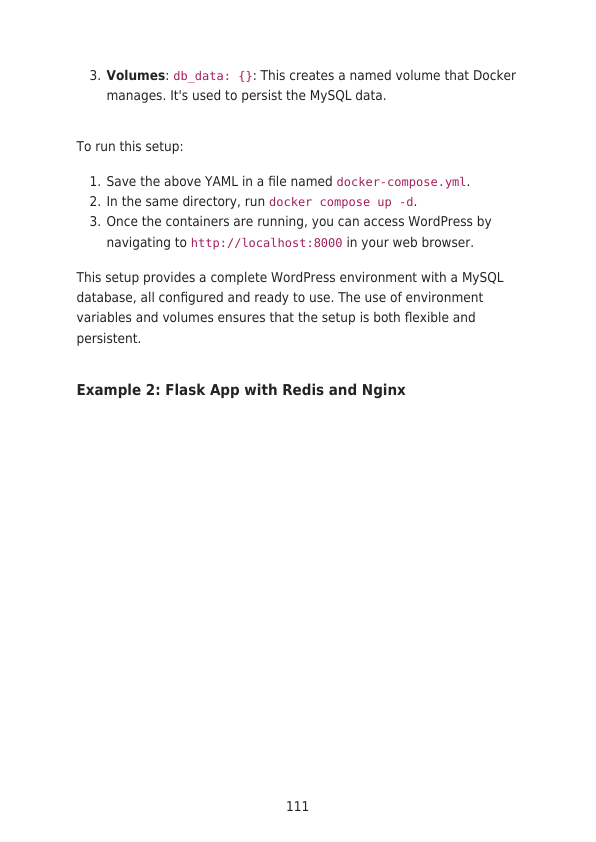 3. Volumes: db_data: {}: This creates a named volume that Docker
manages. It's used to persist the MySQL data.
To run this setup:
1. Save the above YAML in a file named docker-compose.yml.
2. In the same directory, run docker compose up -d.
3. Once the containers are running, you can access WordPress by
navigating to http://localhost:8000 in your web browser.
This setup provides a complete WordPress environment with a MySQL
database, all configured and ready to use. The use of environment
variables and volumes ensures that the setup is both flexible and
persistent.
Example 2: Flask App with Redis and Nginx
111